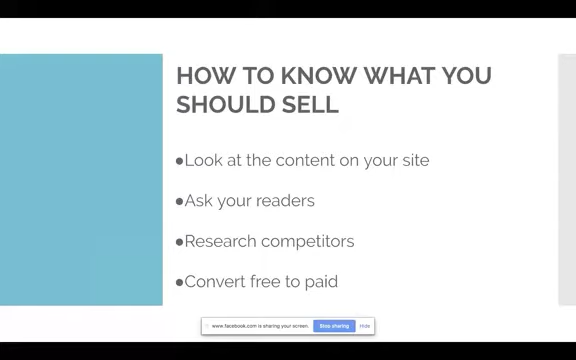 HOW TO KNOW WHAT YOU
SHOULD SELL
●Look at the content on your site
●Ask your readers
●Research competitors
●Convert free to paid
www.facebook.com is sharing your screen.
Stop sharing
Hide